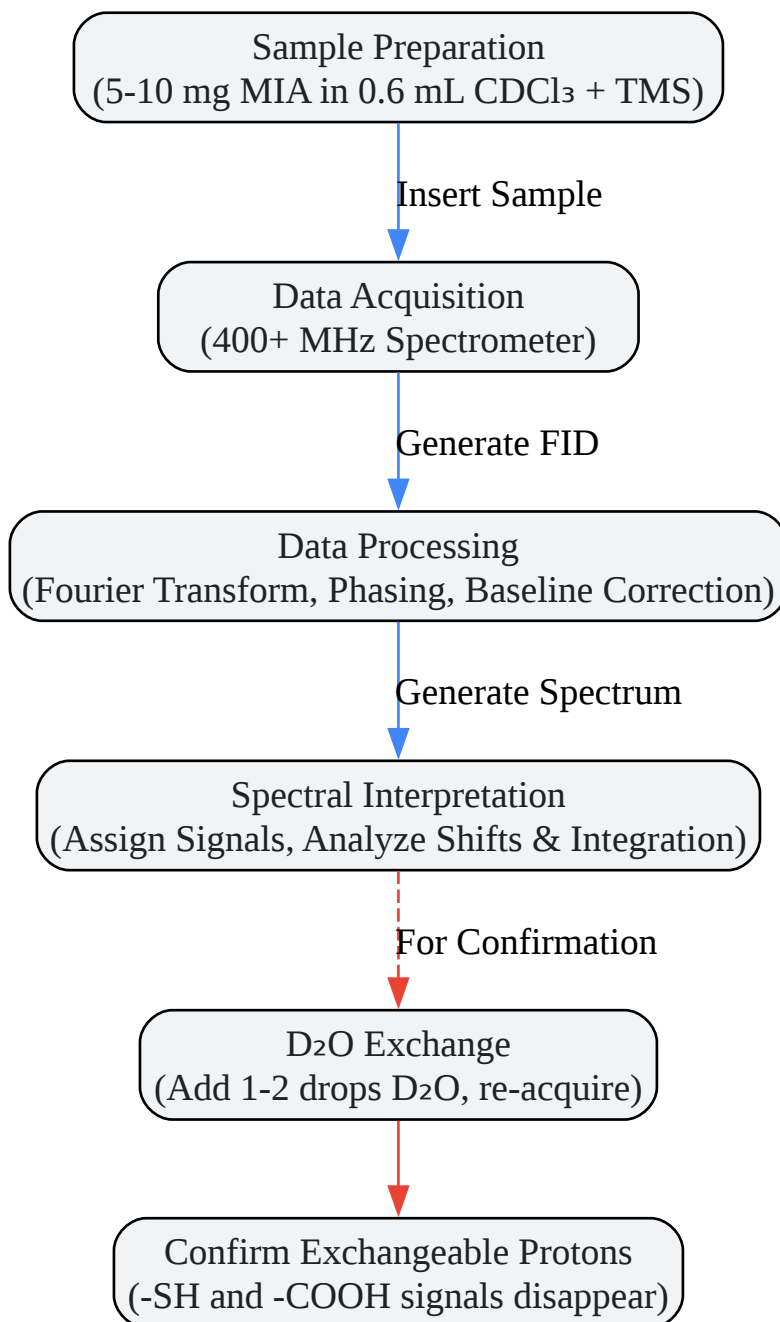 Sample Preparation
(5-10 mg MIA in 0.6 mL CDCl₃ + TMS)
Insert Sample
Data Acquisition
(400+ MHz Spectrometer)
Generate FID
Data Processing
(Fourier Transform, Phasing, Baseline Correction)
Generate Spectrum
Spectral Interpretation
(Assign Signals, Analyze Shifts & Integration)
For Confirmation
D₂O Exchange
(Add 1-2 drops D₂O, re-acquire)
Confirm Exchangeable Protons
(-SH and -COOH signals disappear)